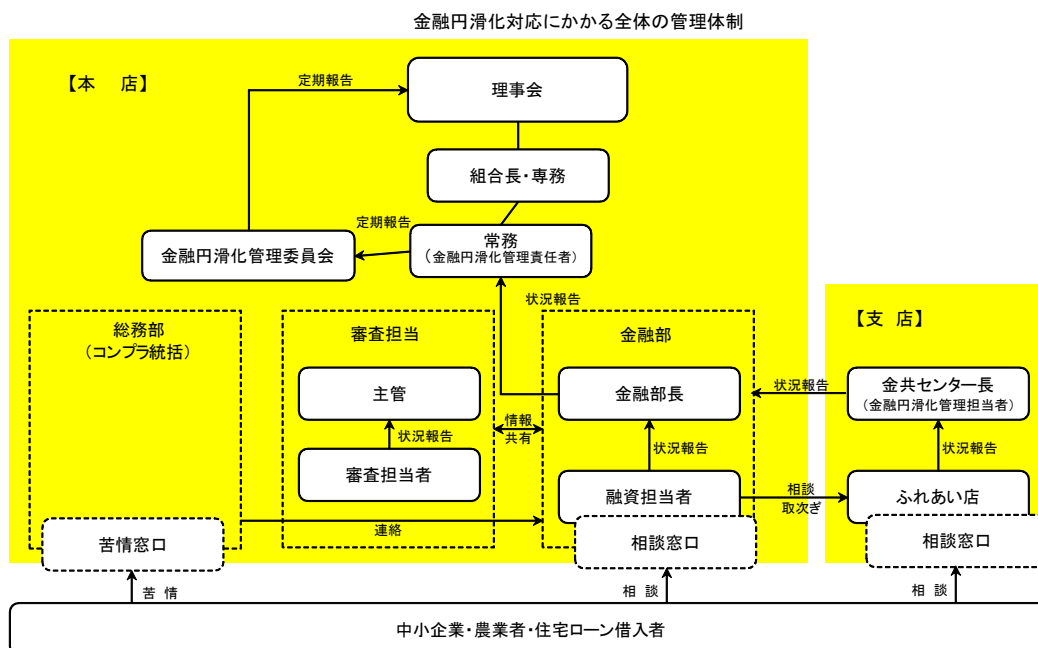 金融円滑化対応にかかる全体の管理体制
【本　店】
定期報告
理事会
組合長・専務
定期報告
金融円滑化管理委員会
常務
（金融円滑化管理責任者）
状況報告
【支 店】
総務部
（コンプラ統括）
審査担当
金融部
主管
金融部長
状況報告
金共センター長
（金融円滑化管理担当者）
情報
共有
状況報告
状況報告
状況報告
審査担当者
融資担当者
相談
取次ぎ
ふれあい店
連絡
苦情窓口
相談窓口
相談窓口
苦 情
相 談
相 談
中小企業・農業者・住宅ローン借入者